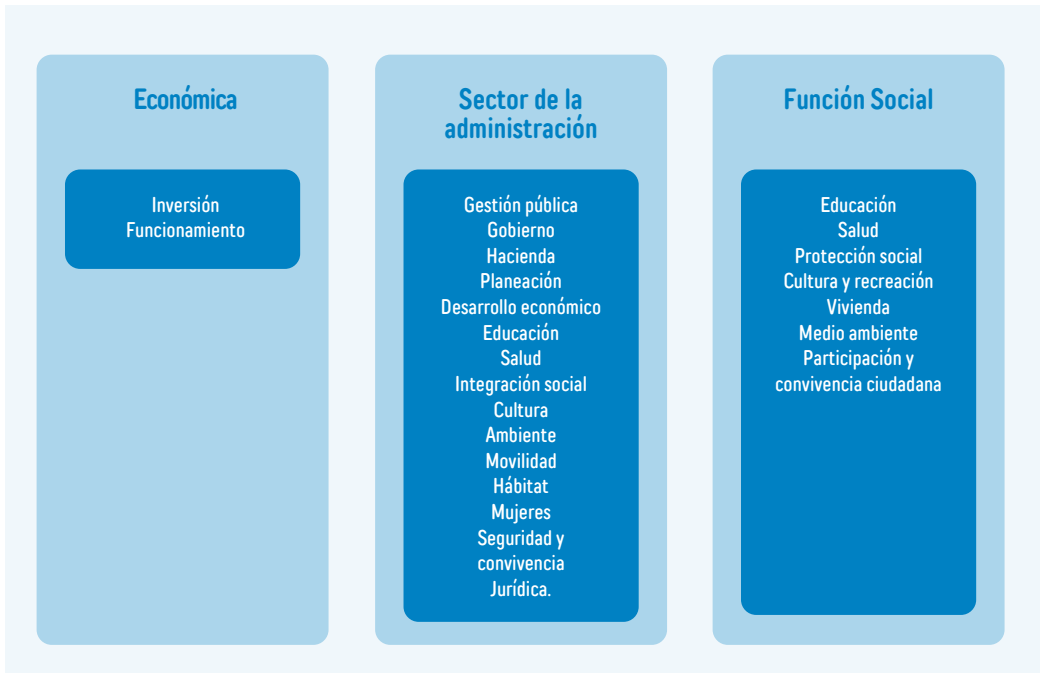 Económica
Inversión
Funcionamiento
Sector de la
administración
Gestión pública
Gobierno
Hacienda
Planeación
Desarrollo económico
Educación
Salud
Integración social
Cultura
Ambiente
Movilidad
Hábitat
Mujeres
Seguridad y
convivencia
Jurídica.
Función Social
Educación
Salud
Protección social
Cultura y recreación
Vivienda
Medio ambiente
Participación y
convivencia ciudadana